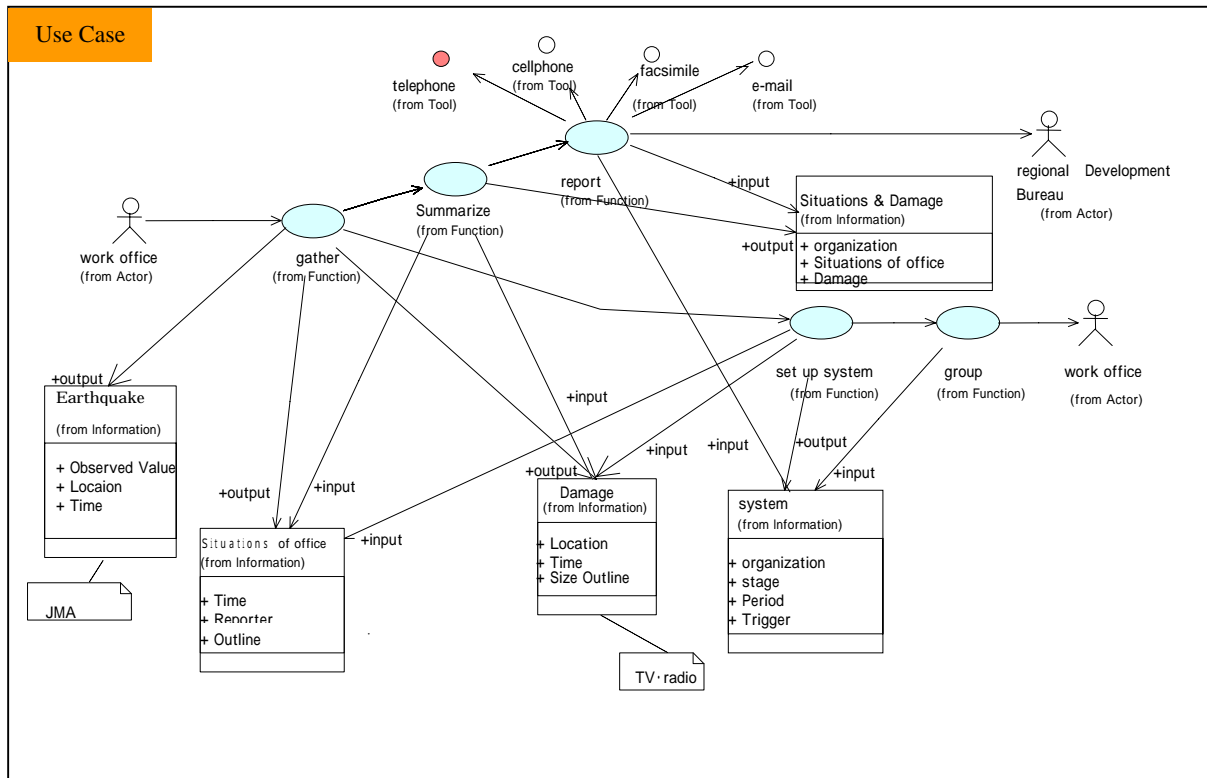 Use Case
telephone
(from Tool)
cellphone
(from Tool)
facsimile
(from Tool)
e-mail
(from Tool)
regional Development
Bureau
(from Actor)
report
(from Function)
+input
Situations & Damage
(from Information)
+output
+ organization
+ Situations of office
+ Damage
Summarize
(from Function)
work office
(from Actor)
gather
(from Function)
set up system
(from Function)
group
(from Function)
work office
(from Actor)
+output
Earthquake
(from Information)
+ Observed Value
+ Locaion
+ Time
JMA
+output
+input
Situations of office
(from Information)
+ Time
+ Reporter
+ Outline
+input
+input
+output
+input
Damage
(from Information)
+ Location
+ Time
+ Size Outline
TV·radio
+input
+output
+input
system
(from Information)
+ organization
+ stage
+ Period
+ Trigger